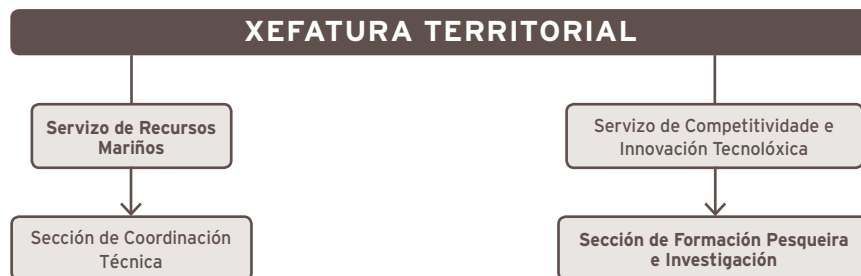 XEFATURA TERRITORIAL
Servizo de Recursos
Mariños
Servizo de Competitividade e
Innovación Tecnolóxica
Sección de Coordinación
Técnica
Sección de Formación Pesqueira
e Investigación